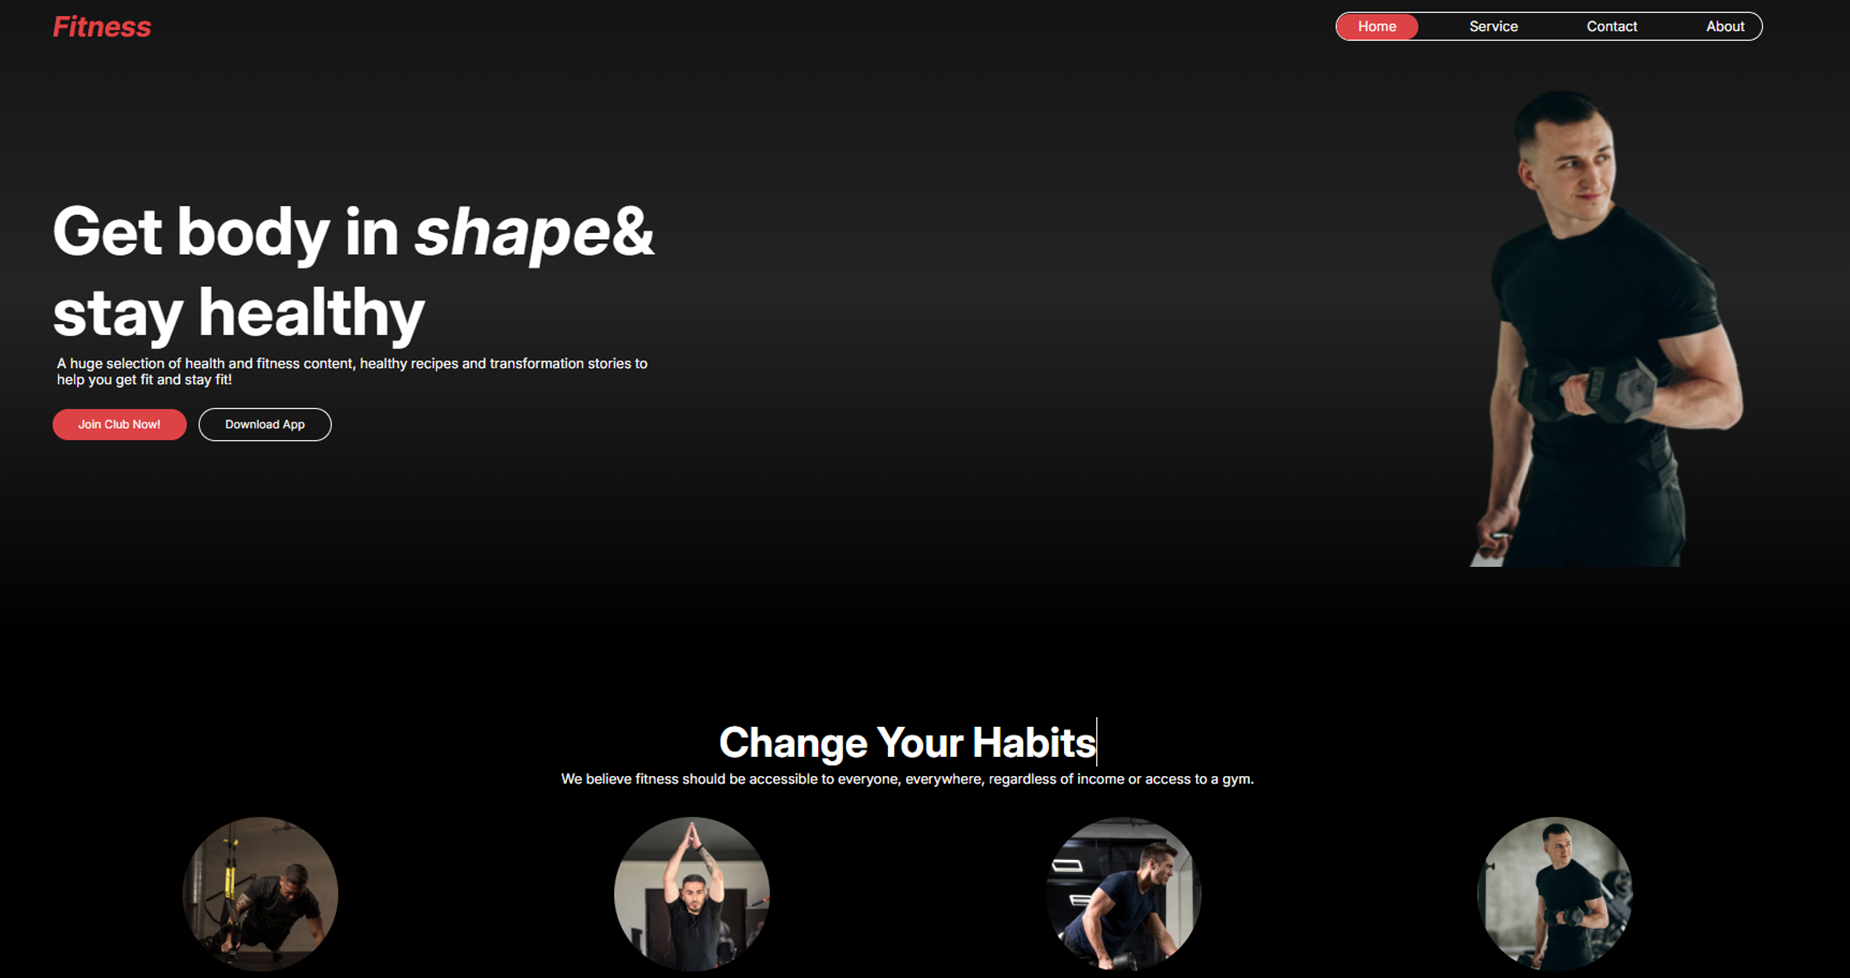 Fitness
Home Service Contact About
Get body in shape&
stay healthy
A huge selection of health and fitness content, healthy recipes and transformation stories to
help you get fit and stay fit!
Join Club Now! Download App
Change Your Habits
We believe fitness should be accessible to everyone, everywhere, regardless of income or access to a gym.